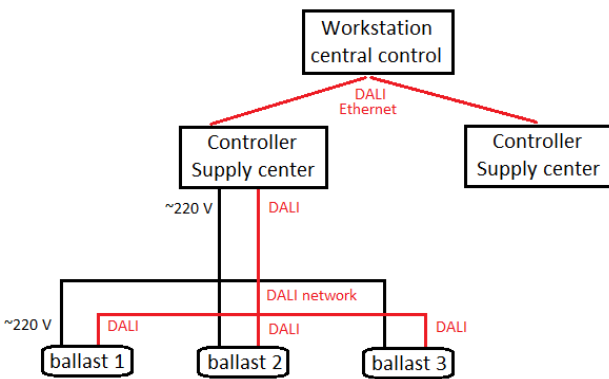 Workstation
central control
DALI
Ethernet
Controller
Supply center
Controller
Supply center
~220 V
DALI
DALI network
~220 V
DALI
DALI
DALI
ballast 1
ballast 2
ballast 3